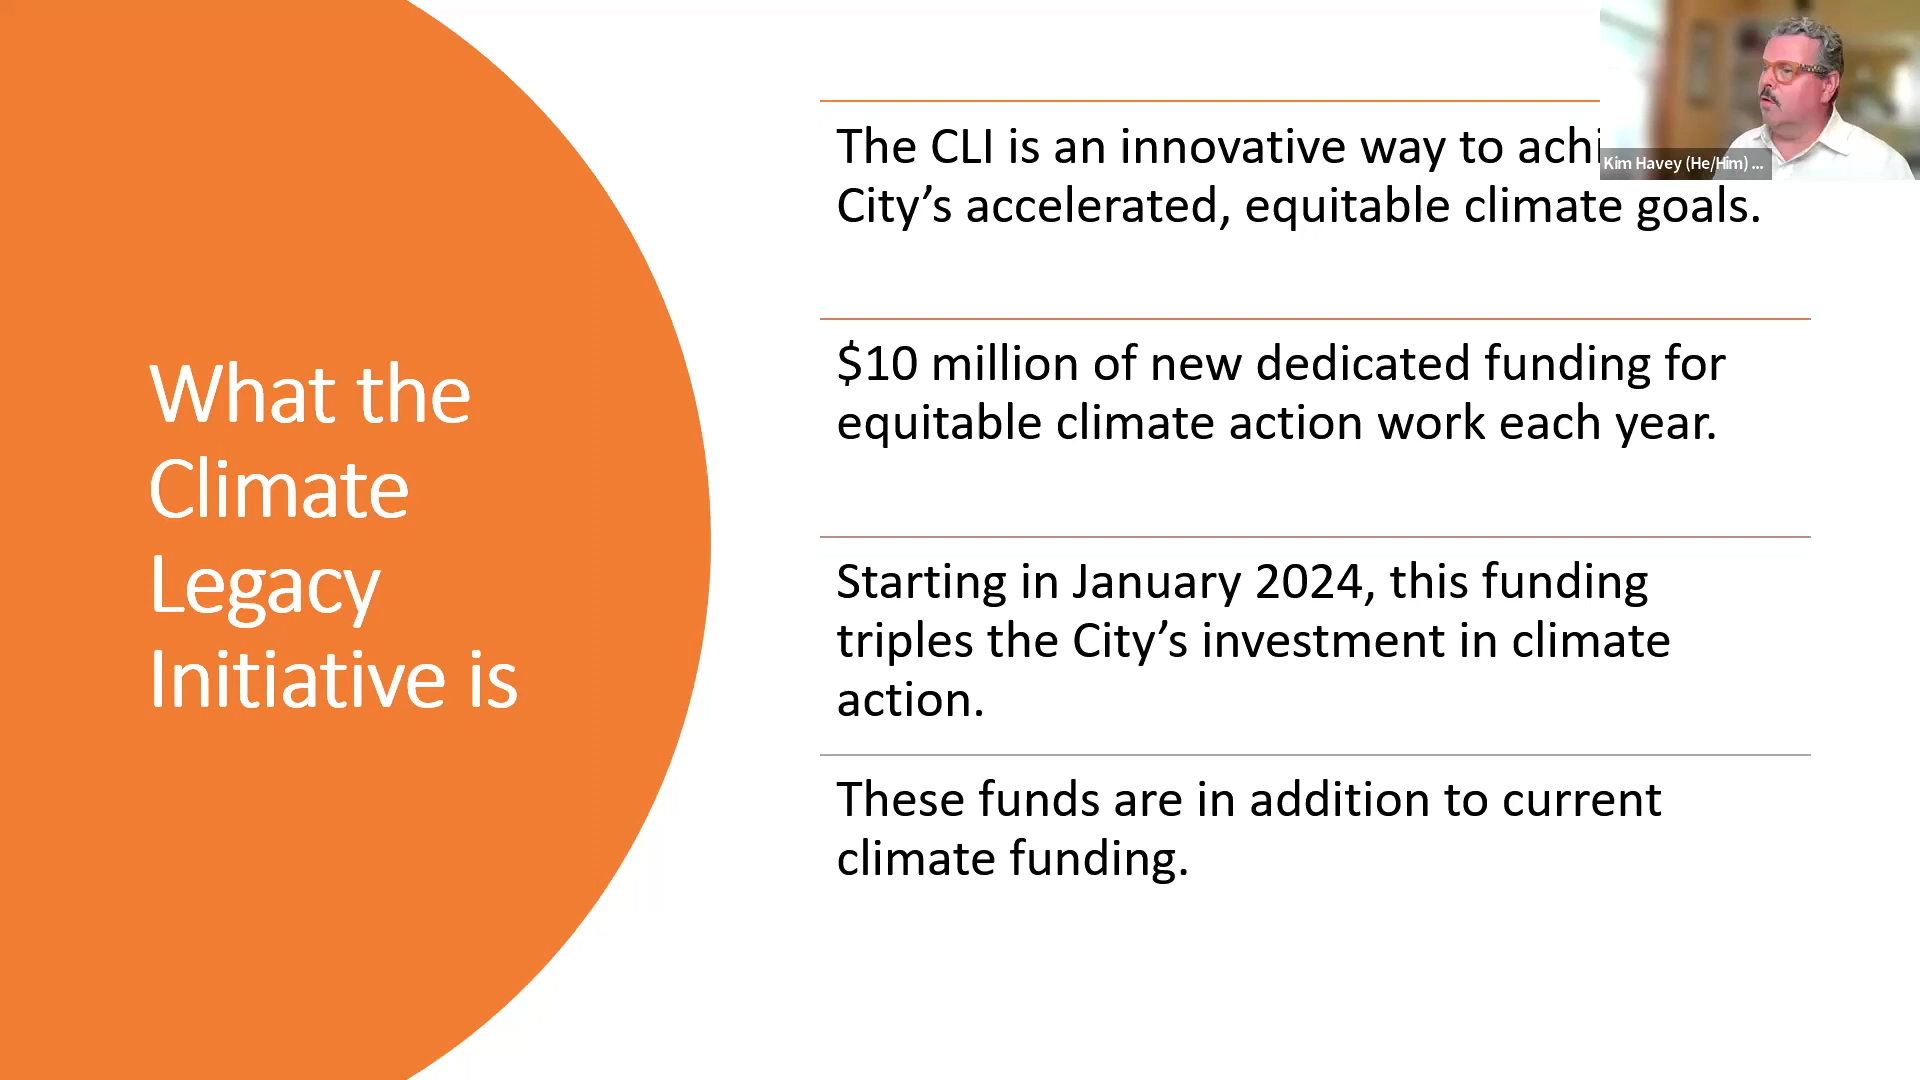 What the
Climate
Legacy
Initiative is
The CLI is an innovative way to achi
City’s accelerated, equitable climate goals.
$10 million of new dedicated funding for
equitable climate action work each year.
Starting in January 2024, this funding
triples the City’s investment in climate
action.
These funds are in addition to current
climate funding.
Kim Havey (He/Him) ...